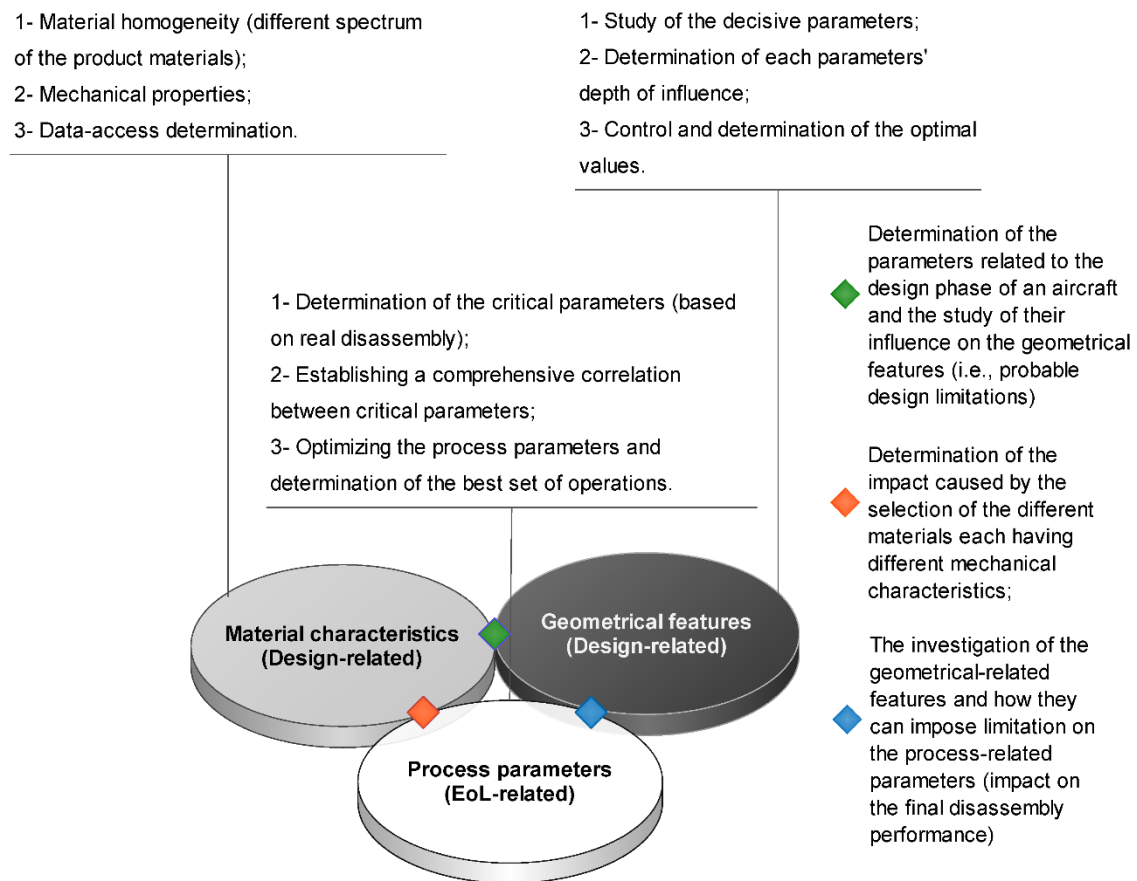 1- Material homogeneity (different spectrum
of the product materials);
2- Mechanical properties;
3- Data-access determination.
1- Study of the decisive parameters;
2- Determination of each parameters'
depth of influence;
3- Control and determination of the optimal
values.
1- Determination of the critical parameters (based
on real disassembly);
2- Establishing a comprehensive correlation
between critical parameters;
3- Optimizing the process parameters and
determination of the best set of operations.
Determination of the
parameters related to the
design phase of an aircraft
and the study of their
influence on the geometrical
features (i.e., probable
design limitations)
Determination of the
impact caused by the
selection of the different
materials each having
different mechanical
characteristics;
The investigation of the
geometrical-related
features and how they
can impose limitation on
the process-related
parameters (impact on
the final disassembly
performance)
Material characteristics
(Design-related)
Geometrical features
(Design-related)
Process parameters
(EoL-related)